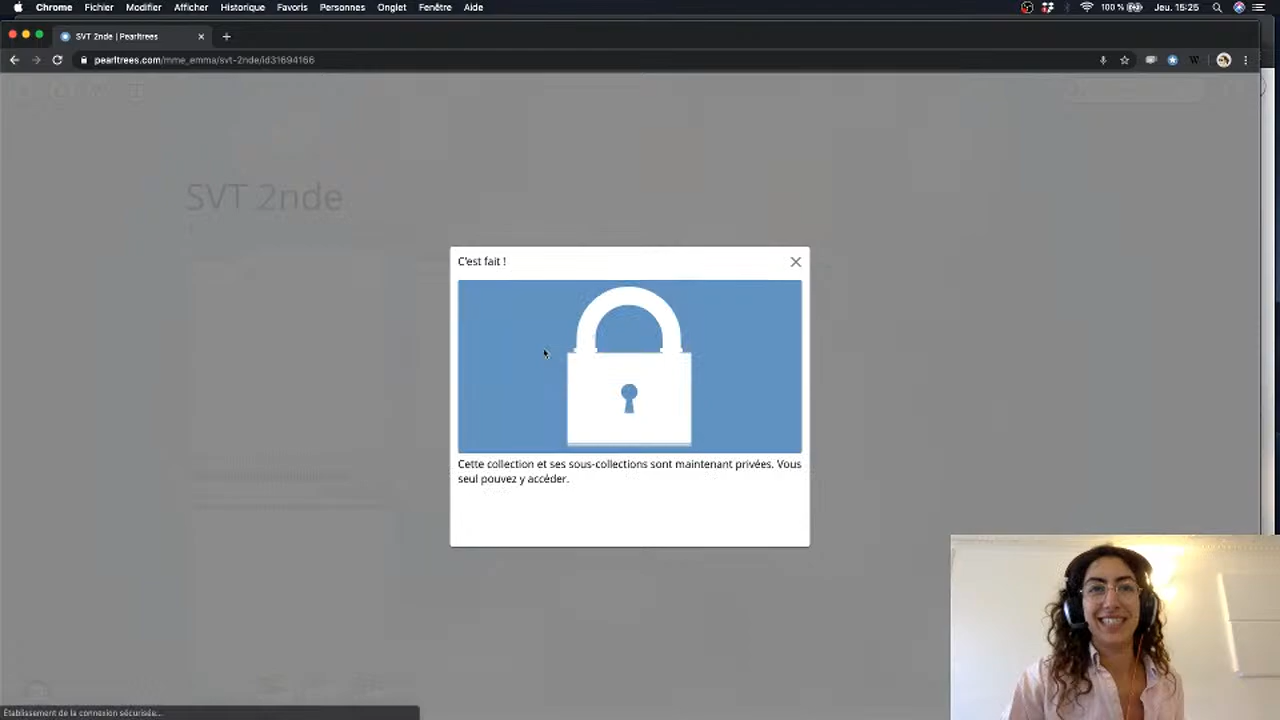 Chrome Fichier Modifier Afficher Historique Favoris Personnes Onglet Fenêtre Aide 100 % Jeu. 15:25
SVT 2nde | Pearltrees
pearltrees.com/mme_emma/svt-2nde/id31694166
SVT 2nde
C'est fait !
Cette collection et ses sous-collections sont maintenant privées. Vous
seul pouvez y accéder.
Établissement de la connexion sécurisée...